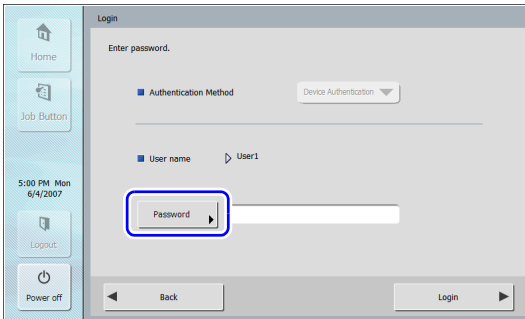 Login
Home
Job Button
5:00 PM Mon
6/4/2007
Logout
Power off
Enter password.
Authentication Method
Device Authentication
User name
User1
Password
Back
Login